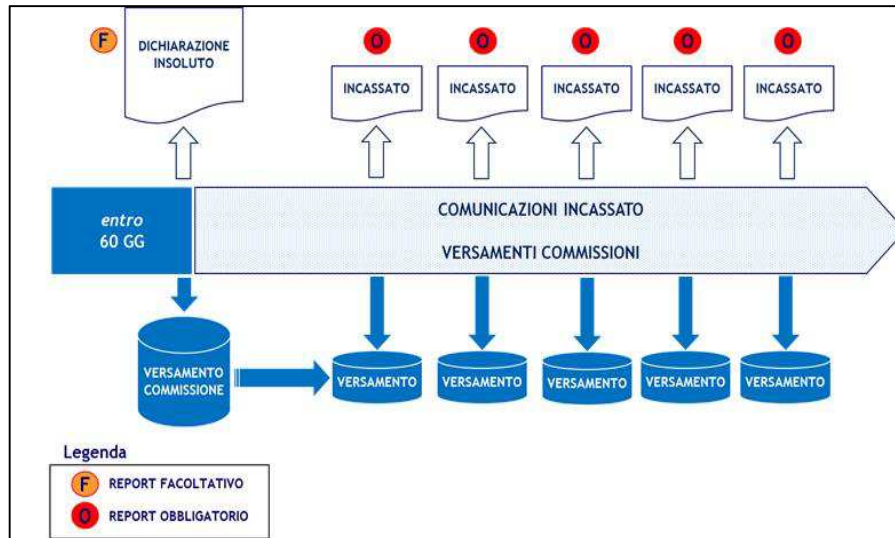 F
DICHIARAZIONE
INSOLUTO
O O O O O
INCASSATO INCASSATO INCASSATO INCASSATO INCASSATO
entro
60 GG
COMUNICAZIONI INCASSATO
VERSAMENTI COMMISSIONI
VERSAMENTO
COMMISSIONE
VERSAMENTO VERSAMENTO VERSAMENTO VERSAMENTO VERSAMENTO
Legenda
F REPORT FACOLTATIVO
O REPORT OBBLIGATORIO